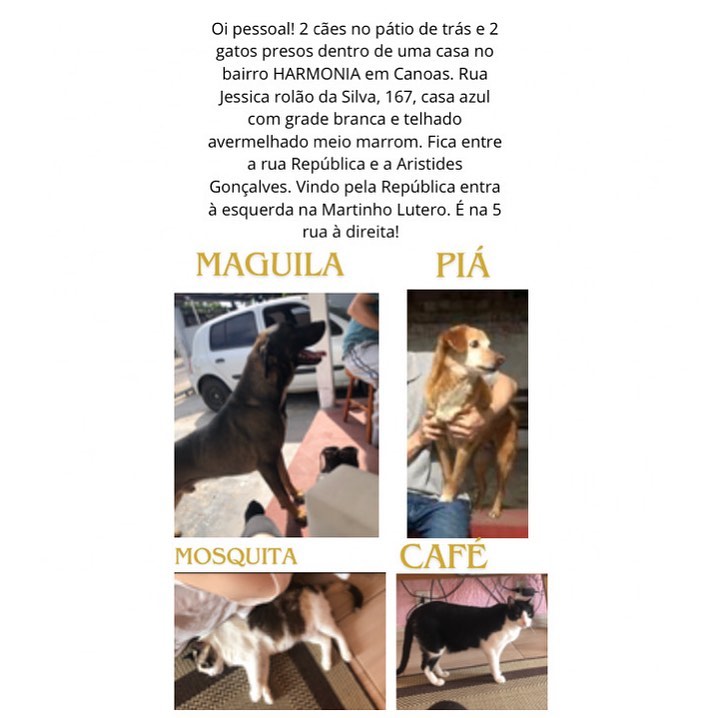 Oi pessoal! 2 cães no pátio de trás e 2
gatos presos dentro de uma casa no
bairro HARMONIA em Canoas. Rua
Jessica rolão da Silva, 167, casa azul
com grade branca e telhado
avermelhado meio marrom. Fica entre
a rua República e a Aristides
Gonçalves. Vindo pela República entra
à esquerda na Martinho Lutero. É na 5
rua à direita!
MAGUILA PIÁ
MOSQUITA CAFÉ